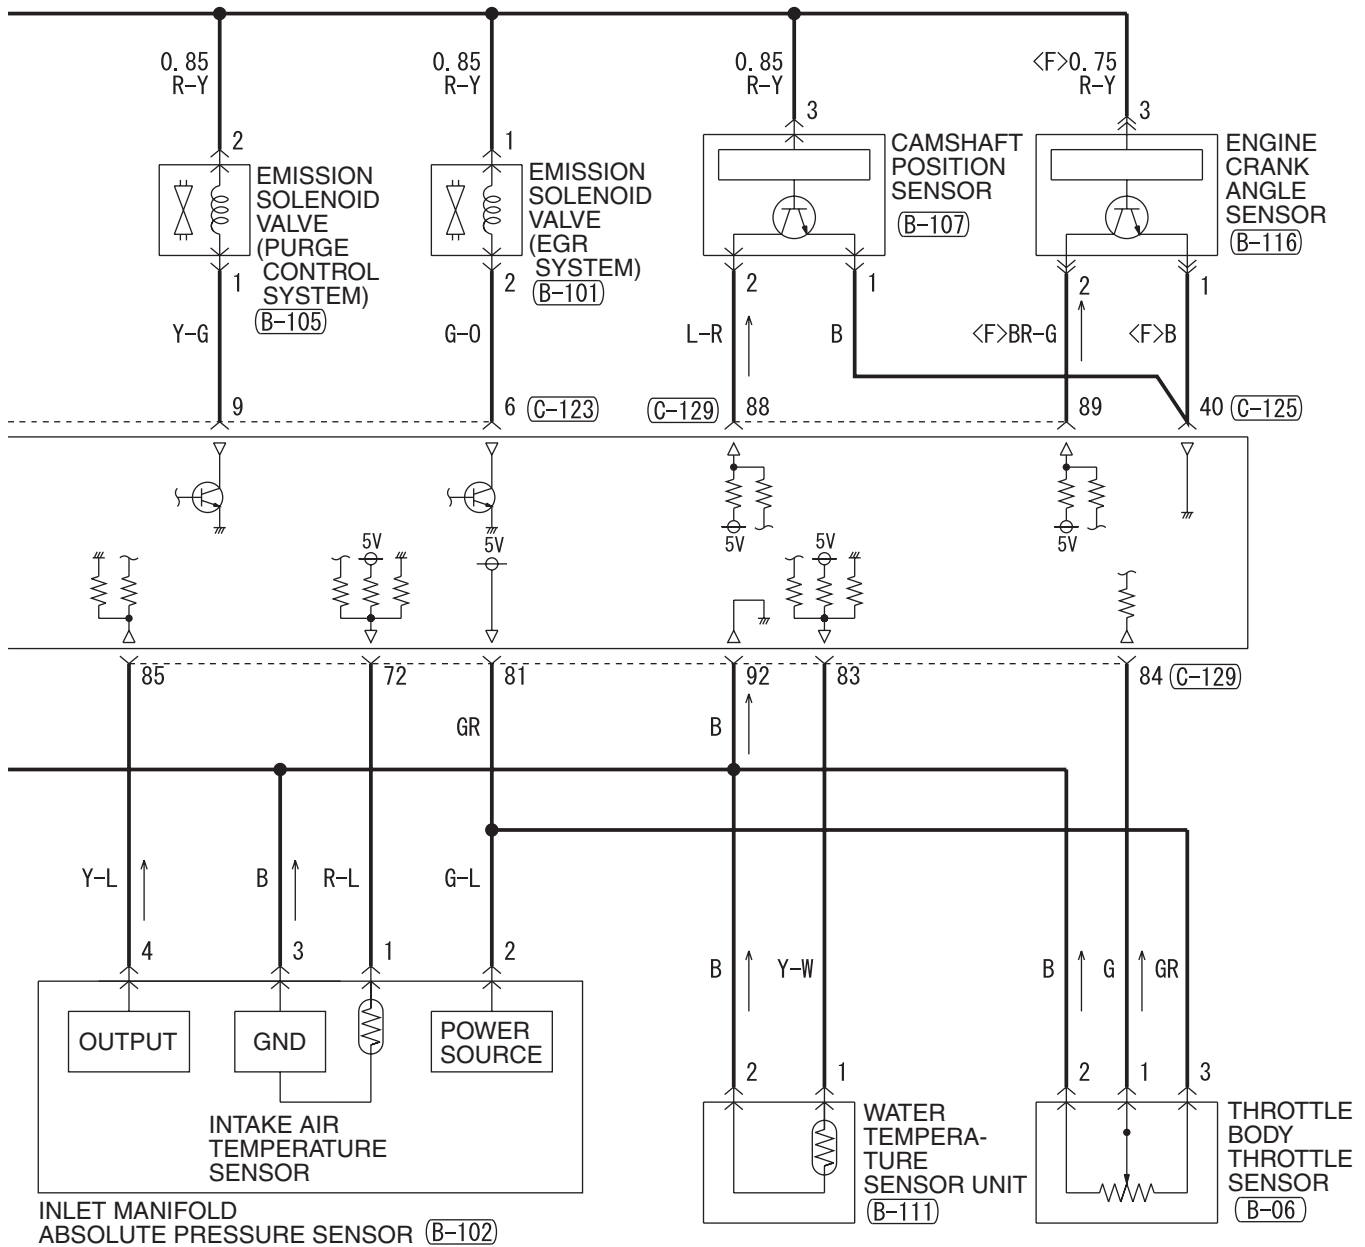 0.85
R-Y
0.85
R-Y
0.85
R-Y
<F>0.75
R-Y
2
1
3
3
EMISSION
SOLENOID
VALVE
(PURGE
CONTROL
SYSTEM)
B-105
EMISSION
SOLENOID
VALVE
(EGR
SYSTEM)
B-101
CAMSHAFT
POSITION
SENSOR
B-107
ENGINE
CRANK
ANGLE
SENSOR
B-116
1
2
2
1
2
1
Y-G
G-O
L-R
B
<F>BR-G
<F>B
9
6
C-123
C-129
88
89
40
C-125
5V
5V
5V
5V
5V
85
72
81
92
83
84
C-129
GR
B
Y-L
B
R-L
G-L
4
3
1
2
B
Y-W
B
G
GR
OUTPUT
GND
POWER
SOURCE
2
1
2
1
3
INTAKE AIR
TEMPERATURE
SENSOR
INLET MANIFOLD
ABSOLUTE PRESSURE SENSOR
B-102
WATER
TEMPERA-
TURE
SENSOR UNIT
B-111
THROTTLE
BODY
THROTTLE
SENSOR
B-06